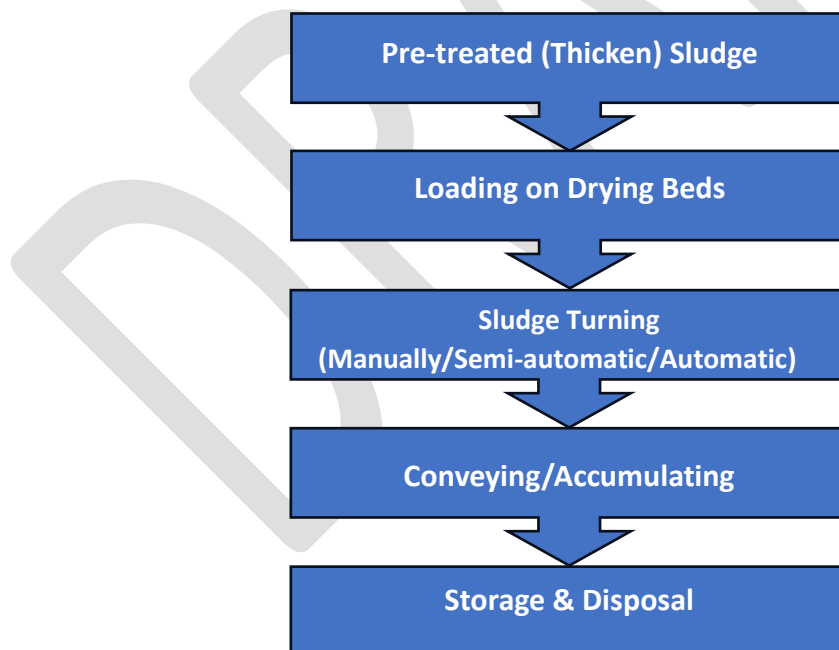 Pre-treated (Thicken) Sludge
Loading on Drying Beds
Sludge Turning
(Manually/Semi-automatic/Automatic)
Conveying/Accumulating
Storage & Disposal